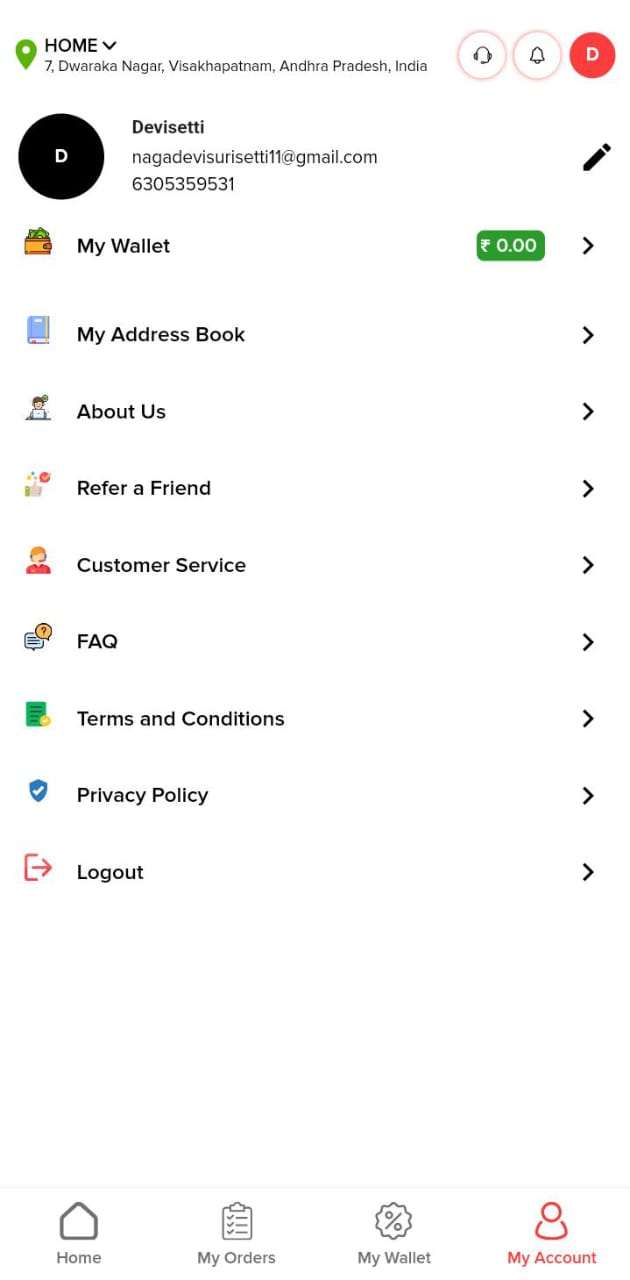 HOME
7, Dwaraka Nagar, Visakhapatnam, Andhra Pradesh, India
D
D
Devisetti
nagadevisurisetti11@gmail.com
6305359531
My Wallet ₹ 0.00
My Address Book
About Us
Refer a Friend
Customer Service
FAQ
Terms and Conditions
Privacy Policy
Logout
Home My Orders My Wallet My Account